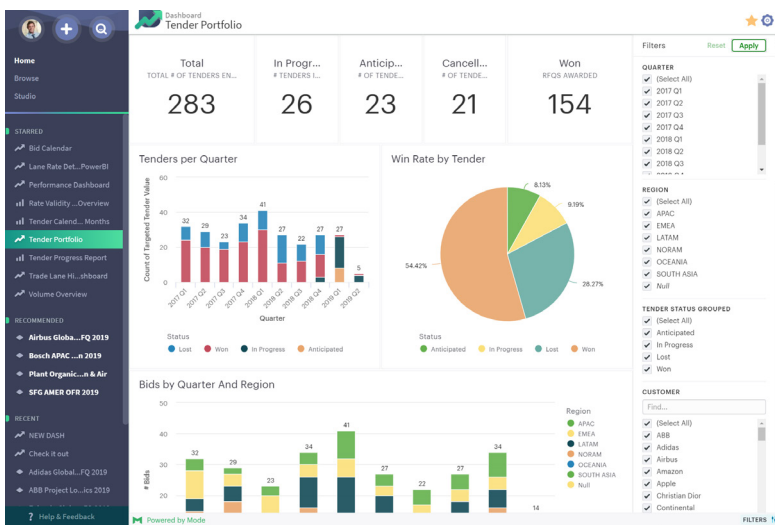 Dashboard
Tender Portfolio
Home
Browse
Studio
STARRED
Bid Calendar
Lane Rate Det...PowerBI
Performance Dashboard
Rate Validity ...Overview
Tender Calend... Months
Tender Portfolio
Tender Progress Report
Trade Lane Hi...shboard
Volume Overview
RECOMMENDED
Airbus Globa...FQ 2019
Bosch APAC ...n 2019
Plant Organic...n & Air
SFG AMER OFR 2019
RECENT
NEW DASH
Check it out
Adidas Global...FQ 2019
ABB Project Lo...ics 2019
? Help & Feedback
Total
TOTAL # OF TENDERS EN...
283
In Progr...
# TENDERS I...
26
Anticip...
# OF TENDE...
23
Cancell...
# OF TENDE...
21
Won
RFQS AWARDED
154
Tenders per Quarter
Count of Targeted Tender Value
60
40
20
0
32
29
23
34
41
27
22
27
27
5
2017 Q1
2017 Q2
2017 Q3
2017 Q4
2018 Q1
2018 Q2
2018 Q3
2018 Q4
2019 Q1
2019 Q2
Quarter
Status
Lost
Won
In Progress
Anticipated
Win Rate by Tender
8.13%
9.19%
28.27%
54.42%
Status
Anticipated
In Progress
Lost
Won
Bids by Quarter And Region
# Bids
50
40
30
20
32
29
23
34
41
27
22
27
34
14
Region
APAC
EMEA
LATAM
NORAM
OCEANIA
SOUTH ASIA
Null
Powered by Mode
Filters
Reset
Apply
QUARTER
(Select All)
2017 Q1
2017 Q2
2017 Q3
2017 Q4
2018 Q1
2018 Q2
2018 Q3
REGION
(Select All)
APAC
EMEA
LATAM
NORAM
OCEANIA
SOUTH ASIA
Null
TENDER STATUS GROUPED
(Select All)
Anticipated
In Progress
Lost
Won
CUSTOMER
Find...
(Select All)
ABB
Adidas
Airbus
Amazon
Apple
Christian Dior
Continental
FILTERS